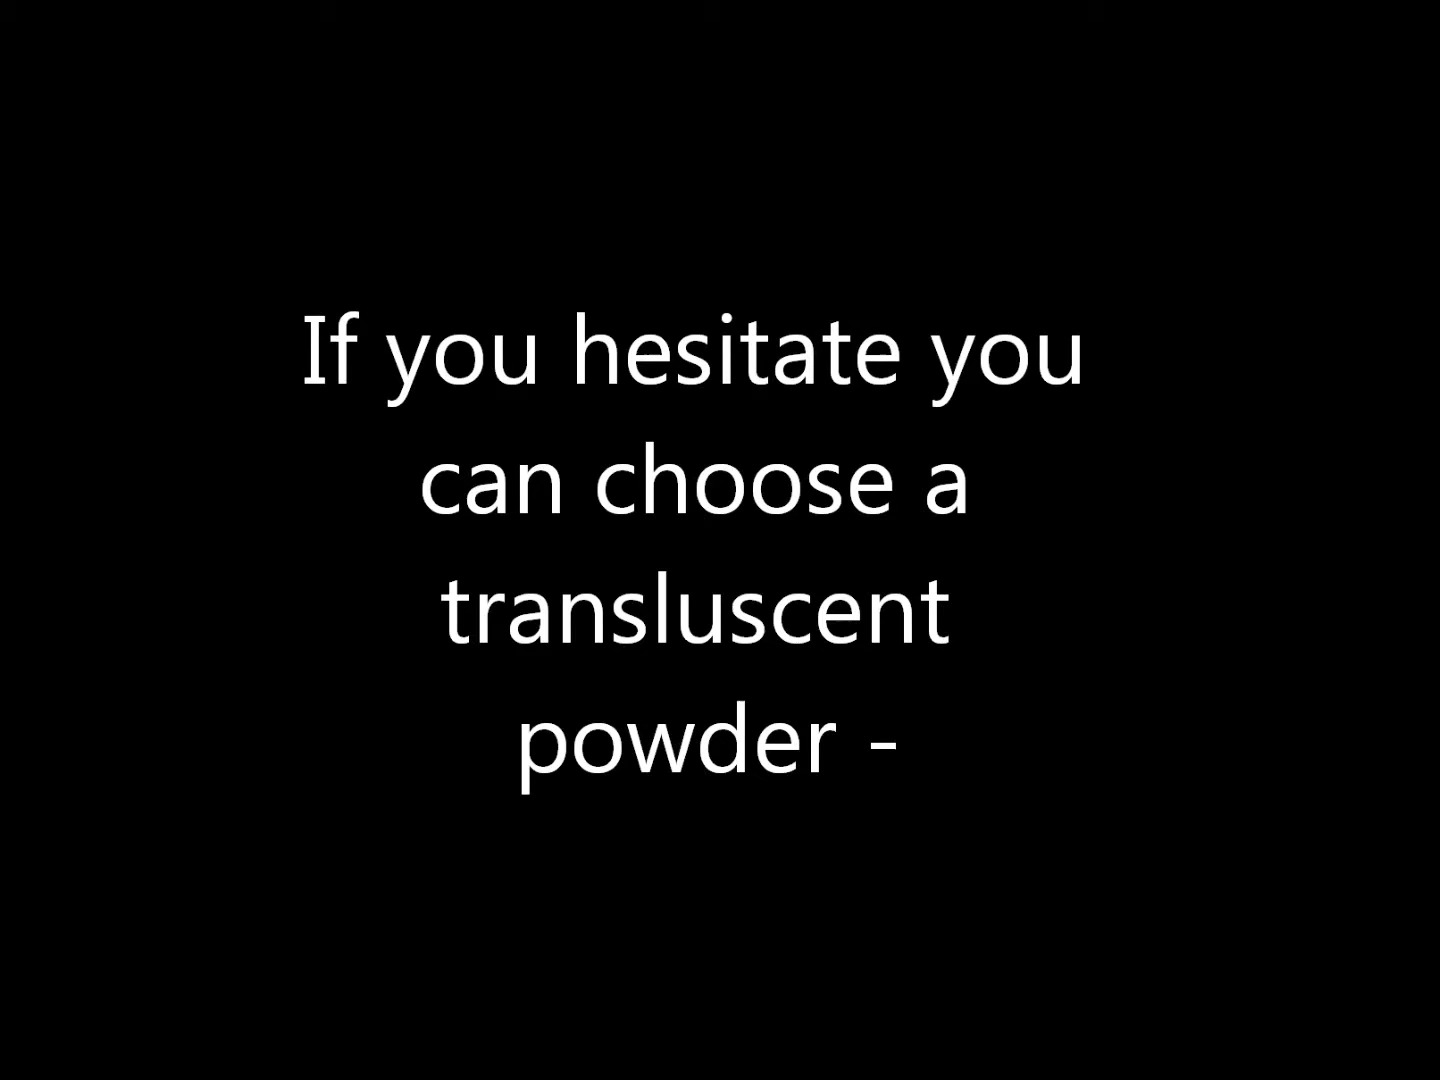 If you hesitate you
can choose a
transluscent
powder -